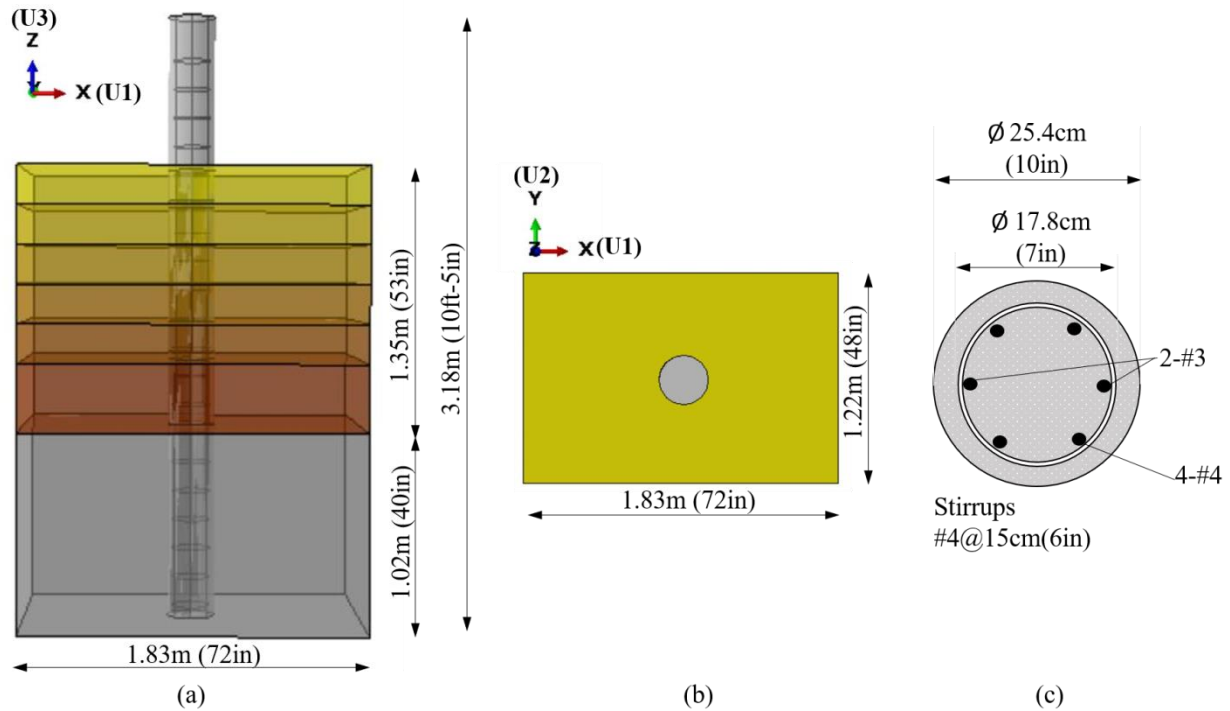 (U3)
Z
Y
X (U1)
1.35m (53in)
1.02m (40in)
3.18m (10ft-5in)
1.83m (72in)
(a)
(U2)
Y
Z
X (U1)
1.22m (48in)
1.83m (72in)
(b)
Ø 25.4cm
(10in)
Ø 17.8cm
(7in)
2-#3
4-#4
Stirrups
#4@15cm(6in)
(c)